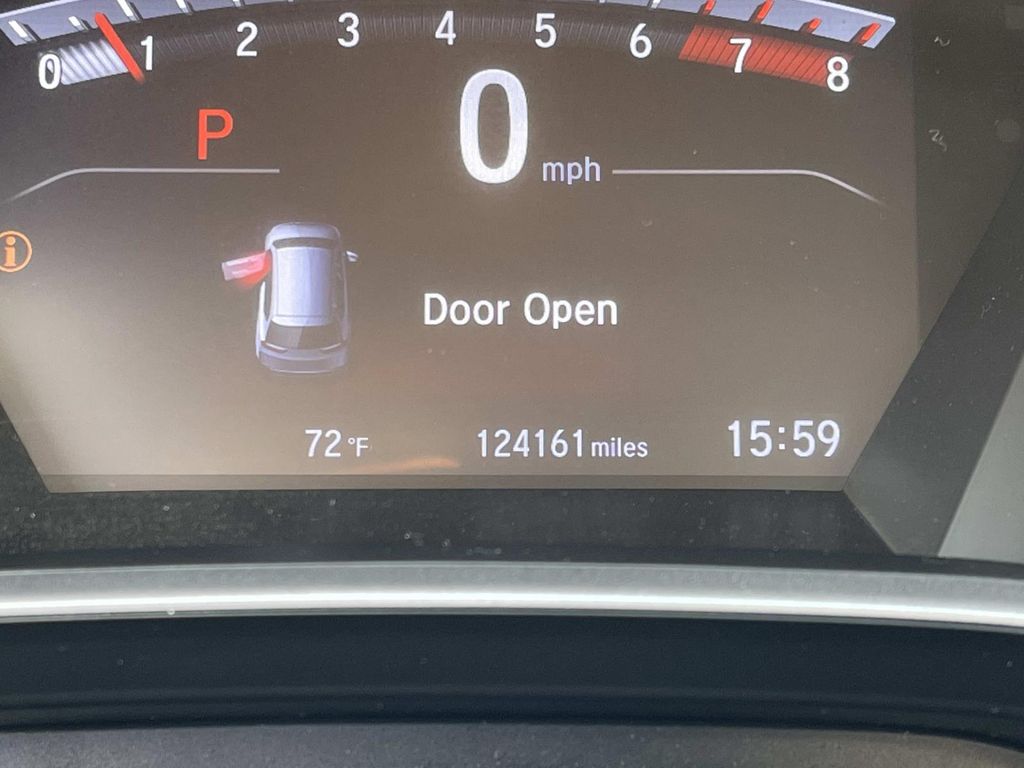 0 1 2 3 4 5 6 7 8
P
0 mph
i
Door Open
72 °F 124161 miles 15:59